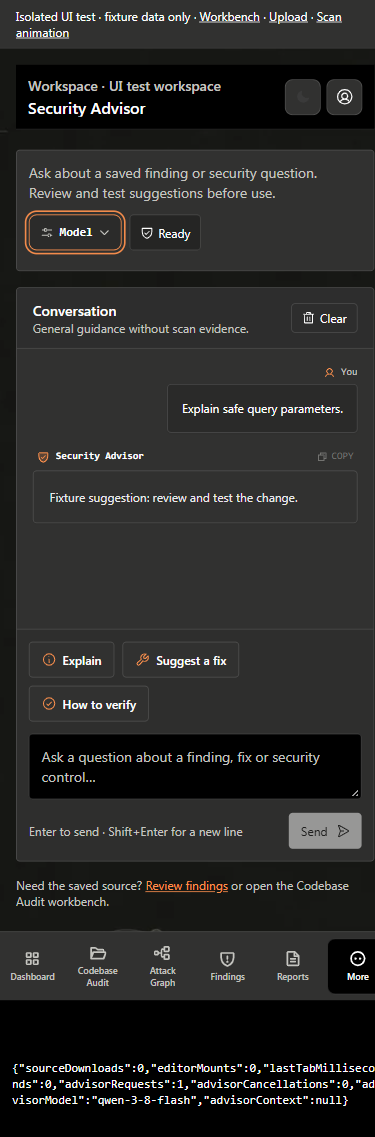 Isolated UI test · fixture data only · Workbench · Upload · Scan
animation
Workspace · UI test workspace
Security Advisor
Ask about a saved finding or security question.
Review and test suggestions before use.
Model
Ready
Conversation
General guidance without scan evidence.
Clear
You
Explain safe query parameters.
Security Advisor
COPY
Fixture suggestion: review and test the change.
Explain
Suggest a fix
How to verify
Ask a question about a finding, fix or security
control...
Enter to send · Shift+Enter for a new line
Send
Need the saved source? Review findings or open the Codebase
Audit workbench.
Dashboard
Codebase
Audit
Attack
Graph
Findings
Reports
More
{"sourceDownloads":0,"editorMounts":0,"lastTabMilliseco
nds":0,"advisorRequests":1,"advisorCancellations":0,"ad
visorModel":"qwen-3-8-flash","advisorContext":null}